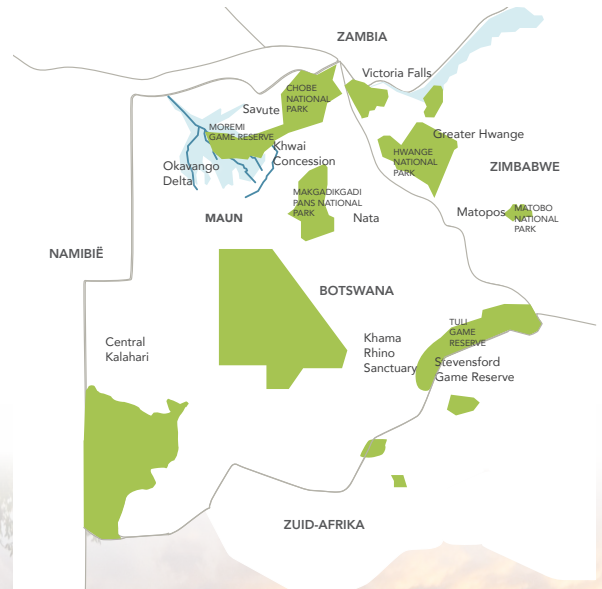 ZAMBIA
Victoria Falls
CHOBE
NATIONAL
PARK
Savute
MOREMI
GAME RESERVE
Greater Hwange
Khwai
Concession
HWANGE
NATIONAL
PARK
ZIMBABWE
Okavango
Delta
MAKGADIKGADI
PANS NATIONAL
PARK
MAUN
Nata
Matopos
MATOBO
NATIONAL
PARK
NAMIBIË
BOTSWANA
TULI
GAME
RESERVE
Central
Kalahari
Khama
Rhino
Sanctuary
Stevensford
Game Reserve
ZUID-AFRIKA